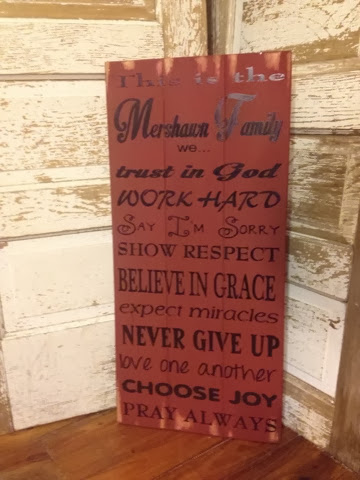 This is the
Mershawn Family
we...
trust in God
WORK HARD
SAY I'M SORRY
SHOW RESPECT
BELIEVE IN GRACE
expect miracles
NEVER GIVE UP
love one another
CHOOSE JOY
PRAY ALWAYS